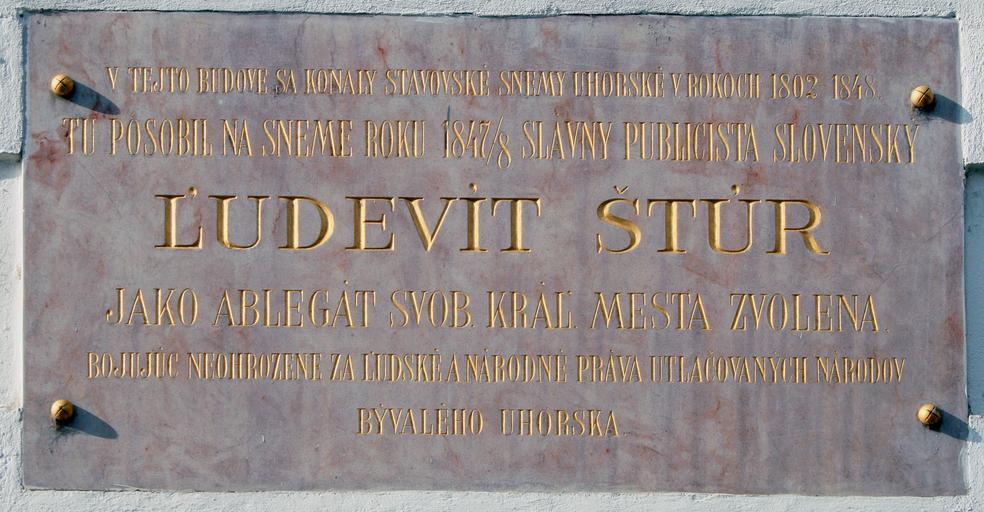 V TEJTO BUDOVE SA KONALY STAVOVSKÉ SNEMY UHORSKÉ V ROKOCH 1802 1848.
TU PÔSOBIL NA SNEME ROKU 1847/8 SLÁVNY PUBLICISTA SLOVENSKÝ
ĽUDEVÍT ŠTÚR
JAKO ABLEGÁT SVOB. KRÁĽ. MESTA ZVOLENA.
BOJUJÚC NEOHROZENE ZA ĽUDSKÉ A NÁRODNÉ PRÁVA UTLAČOVANÝCH NÁRODOV
BÝVALÉHO UHORSKA.